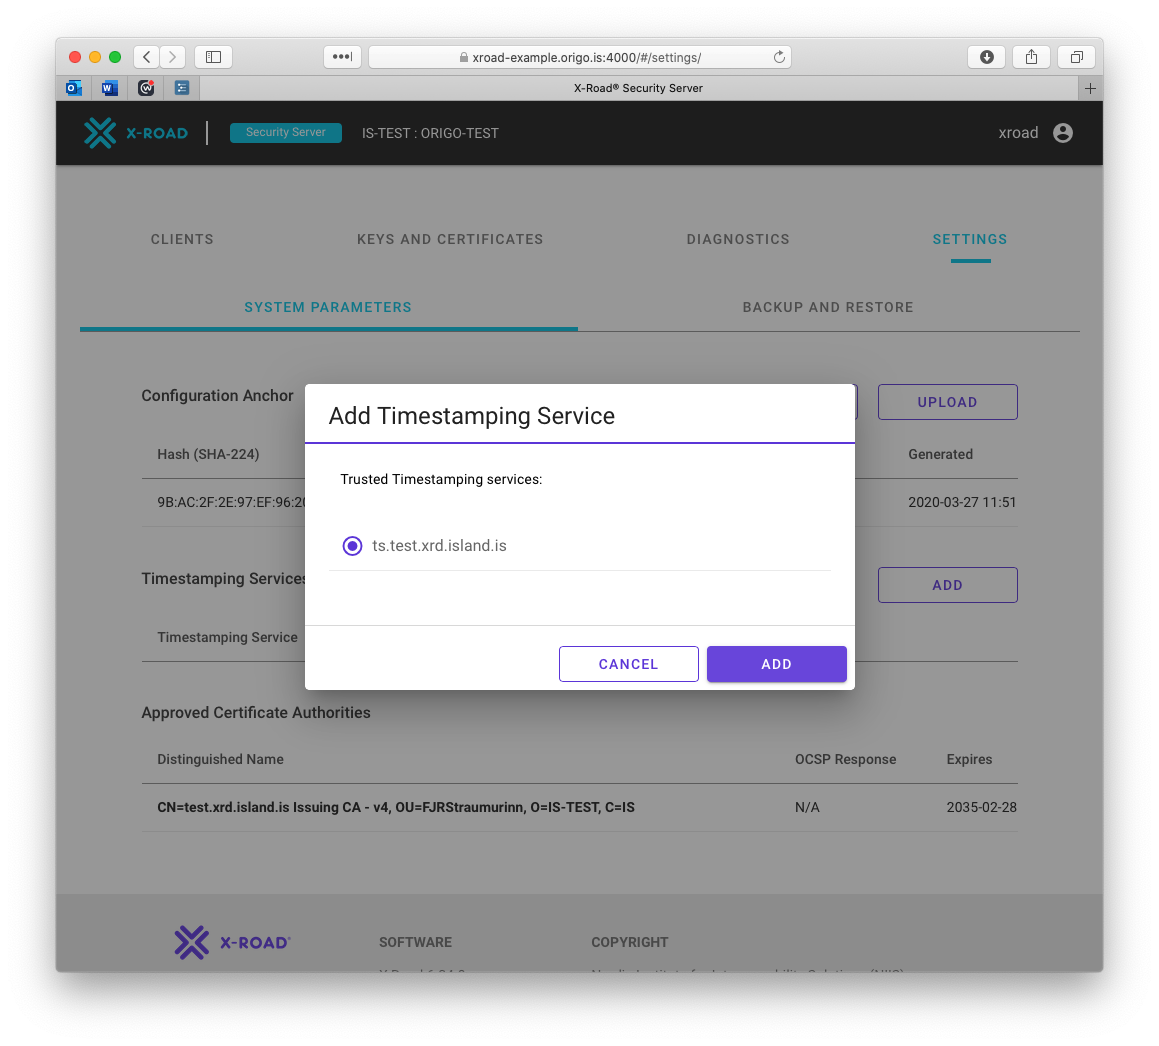 xroad-example.origo.is:4000/#/settings/
X-Road® Security Server
X-ROAD Security Server IS-TEST : ORIGO-TEST xroad
CLIENTS KEYS AND CERTIFICATES DIAGNOSTICS SETTINGS
SYSTEM PARAMETERS BACKUP AND RESTORE
Configuration Anchor UPLOAD
Hash (SHA-224) Generated
9B:AC:2F:2E:97:EF:96:20 2020-03-27 11:51
Timestamping Services ADD
Timestamping Service
Add Timestamping Service
Trusted Timestamping services:
ts.test.xrd.island.is
CANCEL ADD
Approved Certificate Authorities
Distinguished Name OCSP Response Expires
CN=test.xrd.island.is Issuing CA - v4, OU=FJRStraumurinn, O=IS-TEST, C=IS N/A 2035-02-28
X-ROAD® SOFTWARE COPYRIGHT